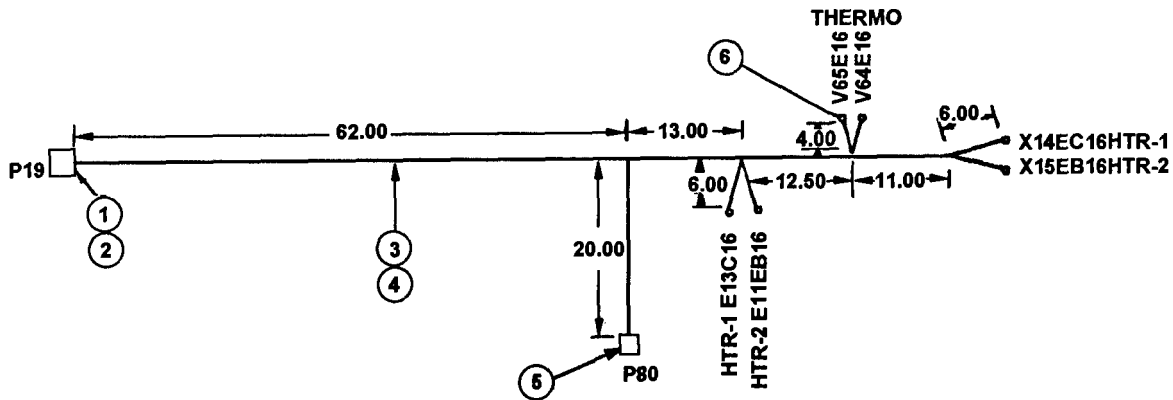 THERMO
V65E16
V64E16
6
62.00
13.00
4.00
6.00
X14EC16HTR-1
X15EB16HTR-2
P19
6.00
12.50
11.00
1
2
3
4
20.00
HTR-1 E13C16
HTR-2 E11EB16
5
P80